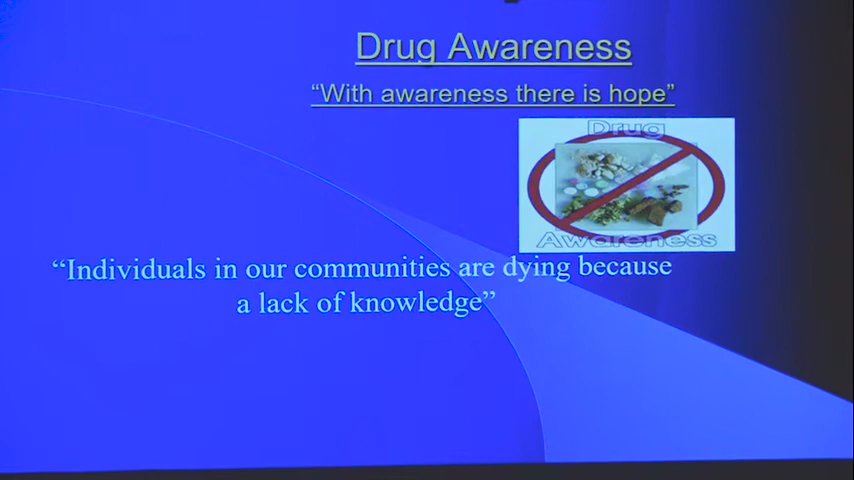 Drug Awareness
“With awareness there is hope”
Drug
Awareness
“Individuals in our communities are dying because
a lack of knowledge”